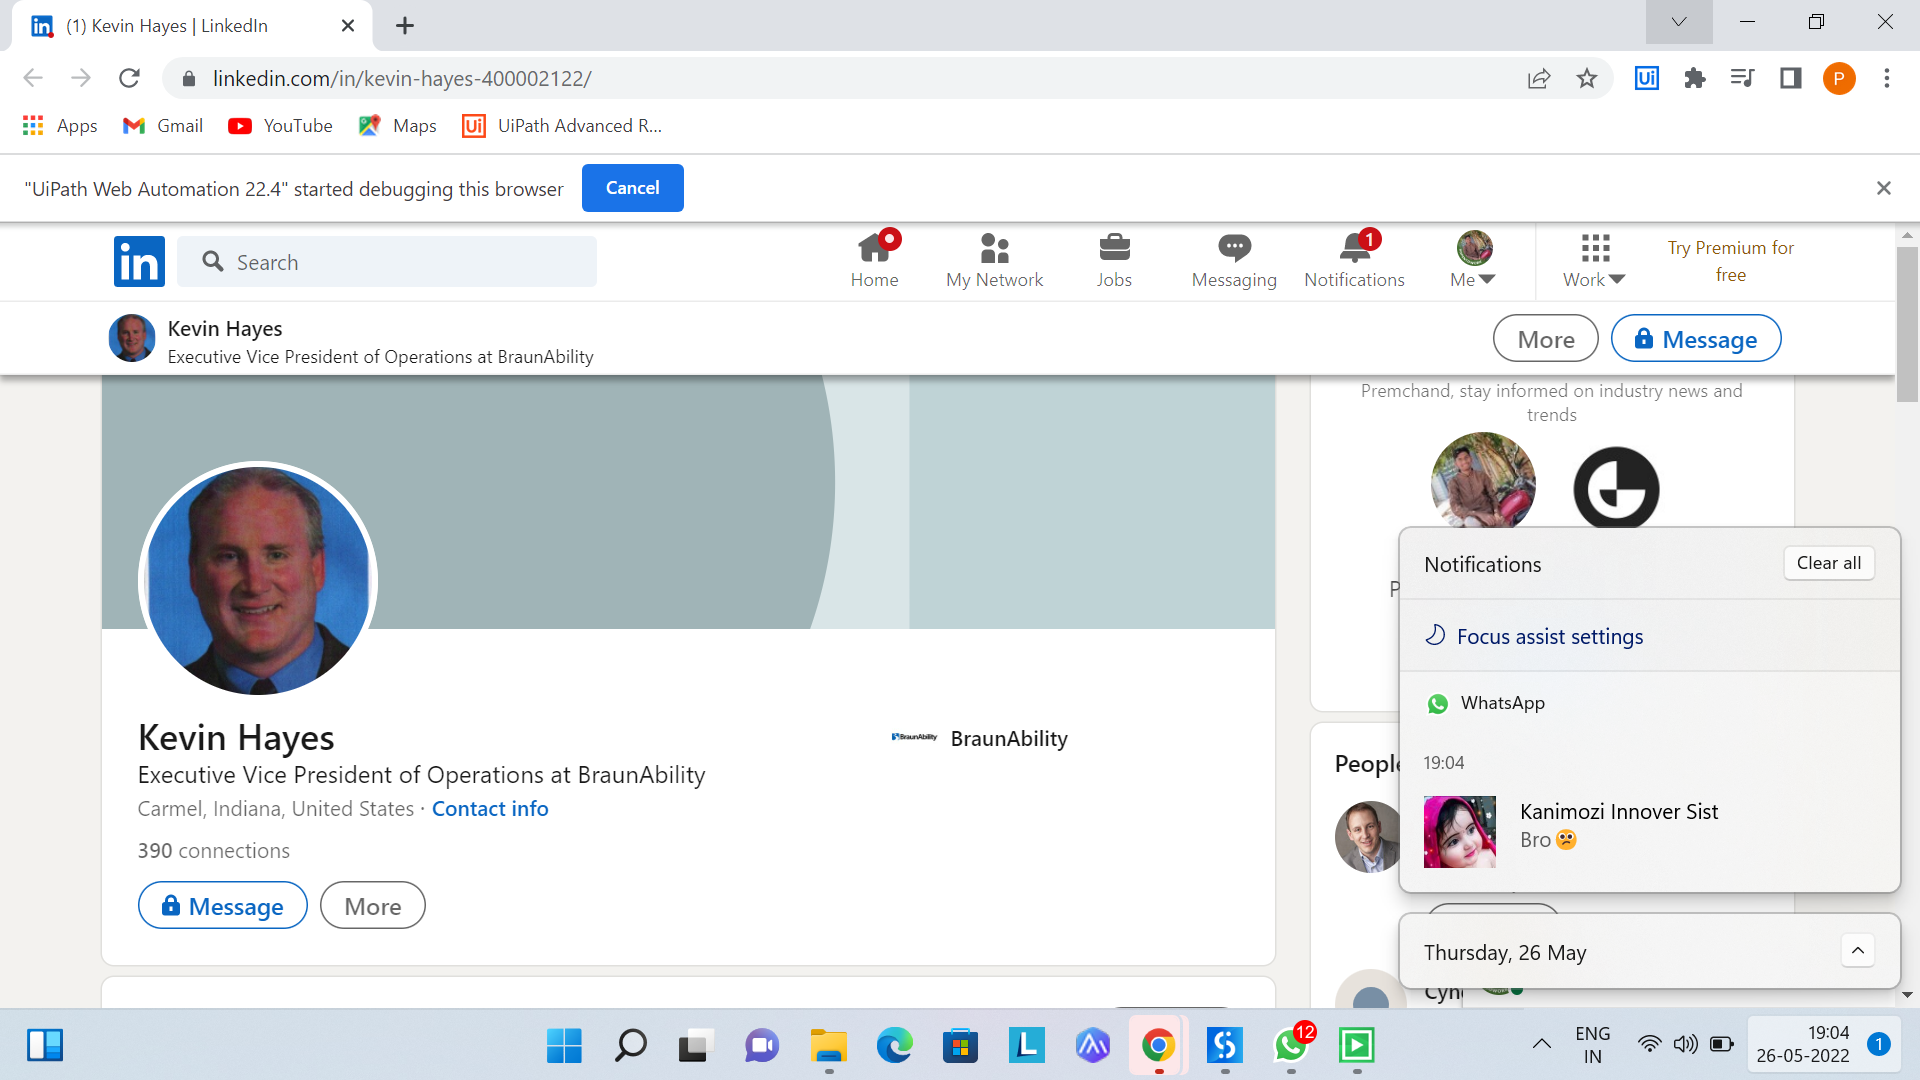 (1) Kevin Hayes | LinkedIn
linkedin.com/in/kevin-hayes-400002122/
Ui
P
Apps
Gmail
YouTube
Maps
Ui
UiPath Advanced R...
"UiPath Web Automation 22.4" started debugging this browser
Cancel
in
Search
Home
My Network
Jobs
Messaging
1
Notifications
Me
Work
Try Premium for
free
Kevin Hayes
Executive Vice President of Operations at BraunAbility
More
Message
Premchand, stay informed on industry news and
trends
P
Kevin Hayes
Executive Vice President of Operations at BraunAbility
Carmel, Indiana, United States · Contact info
390 connections
Message
More
BraunAbility
BraunAbility
People
Cyn
Notifications
Clear all
Focus assist settings
WhatsApp
19:04
Kanimozi Innover Sist
Bro 😕
Thursday, 26 May
L
12
ENG
IN
19:04
26-05-2022
1